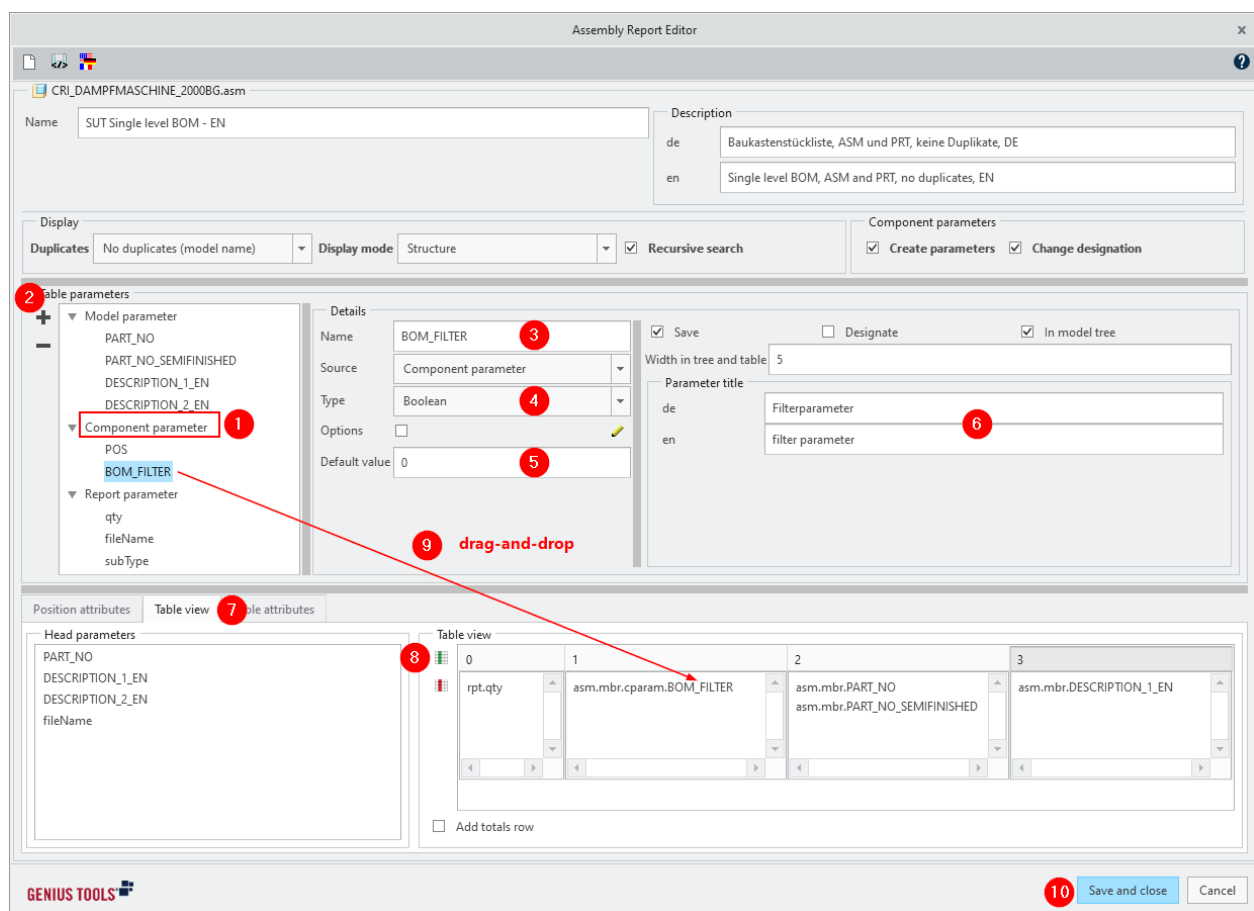 Assembly Report Editor
CRI_DAMPFMASCHINE_2000BG.asm
Name SUT Single level BOM - EN
Description
de Baukastenstückliste, ASM und PRT, keine Duplikate, DE
en Single level BOM, ASM and PRT, no duplicates, EN
Display
Duplicates No duplicates (model name) Display mode Structure Recursive search
Component parameters
Create parameters Change designation
2 Table parameters
Model parameter
PART_NO
PART_NO_SEMIFINISHED
DESCRIPTION_1_EN
DESCRIPTION_2_EN
Component parameter 1
POS
BOM_FILTER
Report parameter
qty
fileName
subType
Details
Name BOM_FILTER 3
Source Component parameter
Type Boolean 4
Options
Default value 0 5
9 drag-and-drop
Save Designate In model tree
Width in tree and table 5
Parameter title
de Filterparameter
6
en filter parameter
Position attributes Table view 7 attributes
Head parameters
PART_NO
DESCRIPTION_1_EN
DESCRIPTION_2_EN
fileName
Table view
8 0 1 2 3
rpt.qty asm.mbr.cparam.BOM_FILTER asm.mbr.PART_NO asm.mbr.DESCRIPTION_1_EN
asm.mbr.PART_NO_SEMIFINISHED
Add totals row
GENIUS TOOLS
10 Save and close Cancel